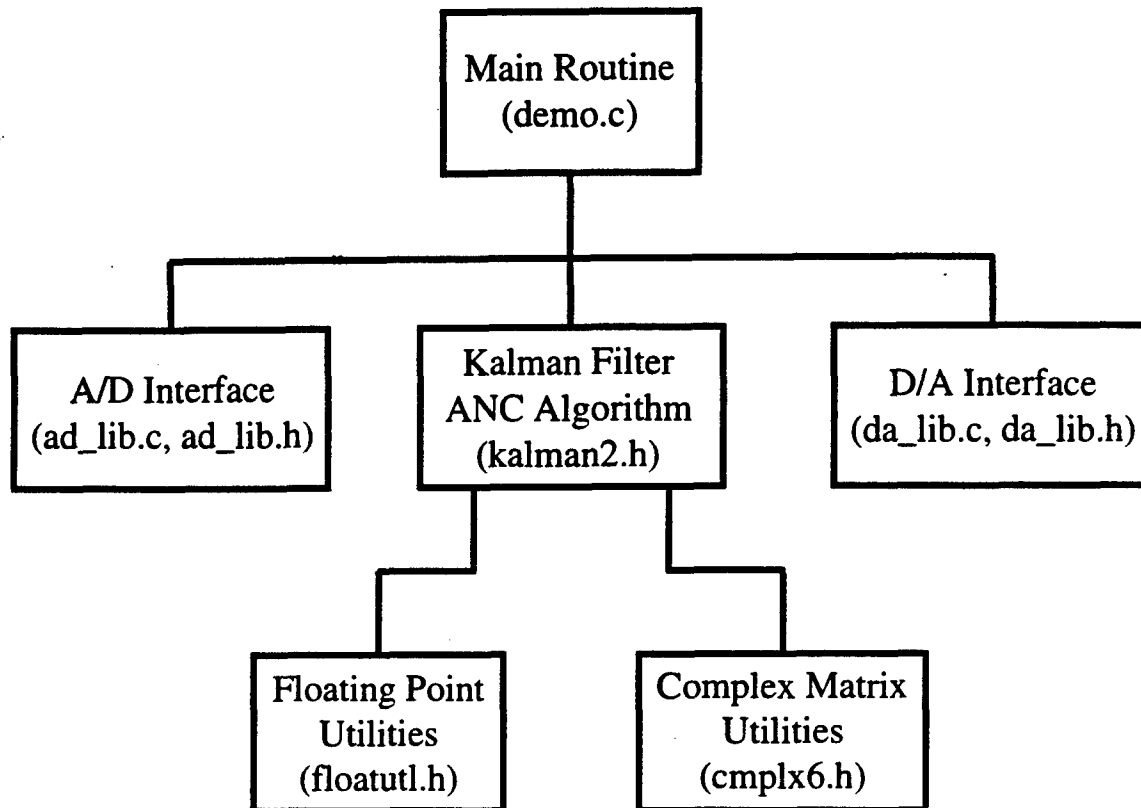 Main Routine
(demo.c)
A/D Interface
(ad_lib.c, ad_lib.h)
Kalman Filter
ANC Algorithm
(kalman2.h)
D/A Interface
(da_lib.c, da_lib.h)
Floating Point
Utilities
(floatutl.h)
Complex Matrix
Utilities
(cmplx6.h)